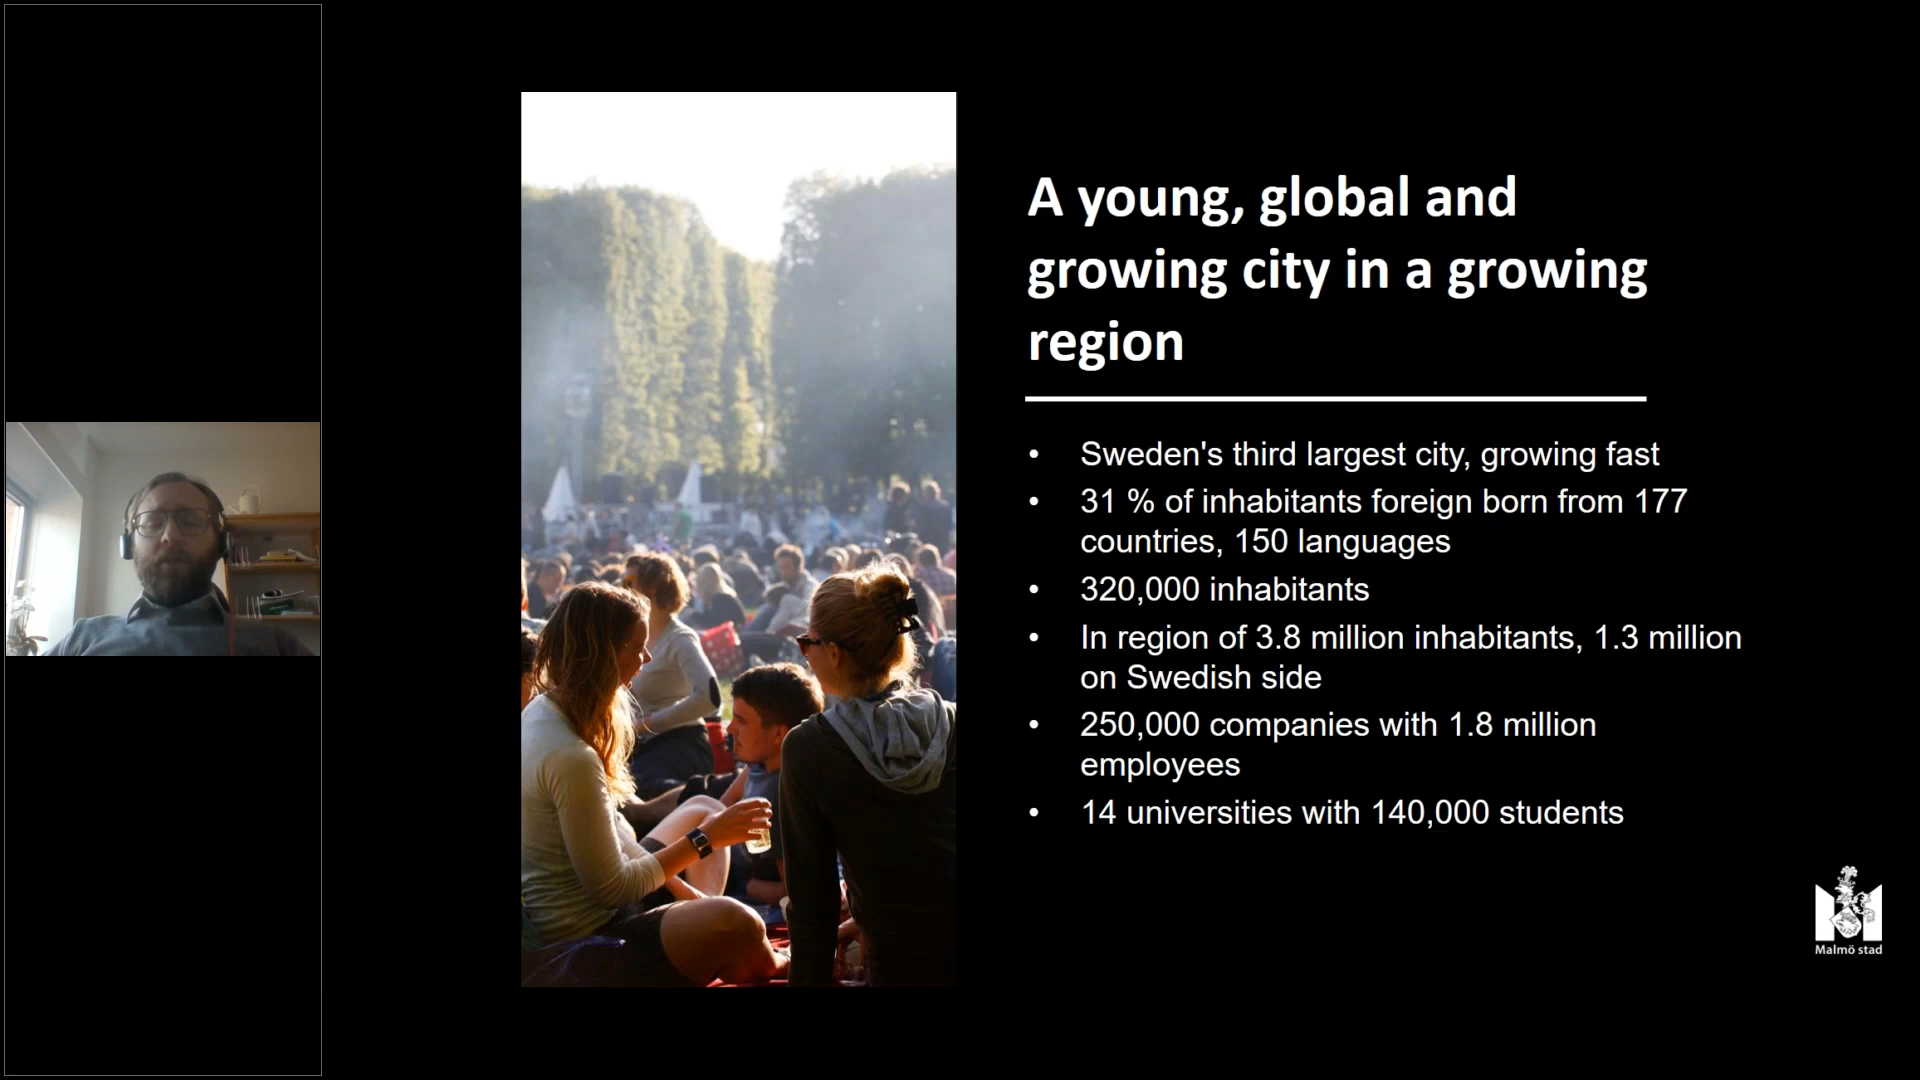 A young, global and
growing city in a growing
region
• Sweden's third largest city, growing fast
• 31 % of inhabitants foreign born from 177
countries, 150 languages
• 320,000 inhabitants
• In region of 3.8 million inhabitants, 1.3 million
on Swedish side
• 250,000 companies with 1.8 million
employees
• 14 universities with 140,000 students
Malmö stad